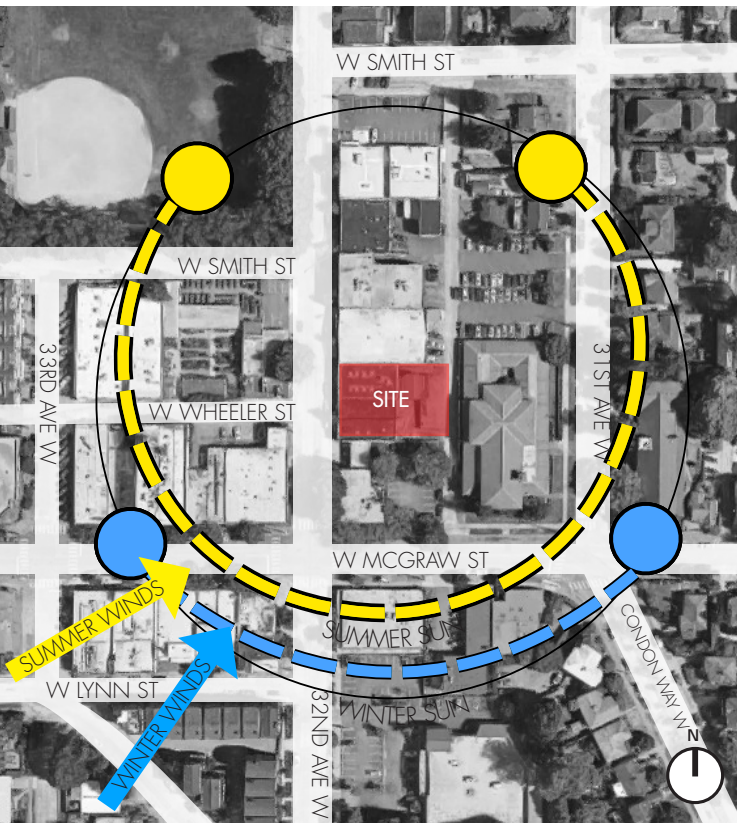 W SMITH ST
W SMITH ST
33RD AVE W
31ST AVE W
SITE
W WHEELER ST
W MCGRAW ST
SUMMER WINDS
SUMMER SUN
CONDON WAY W
WINTER WINDS
W LYNN ST
32ND AVE W
WINTER SUN
N